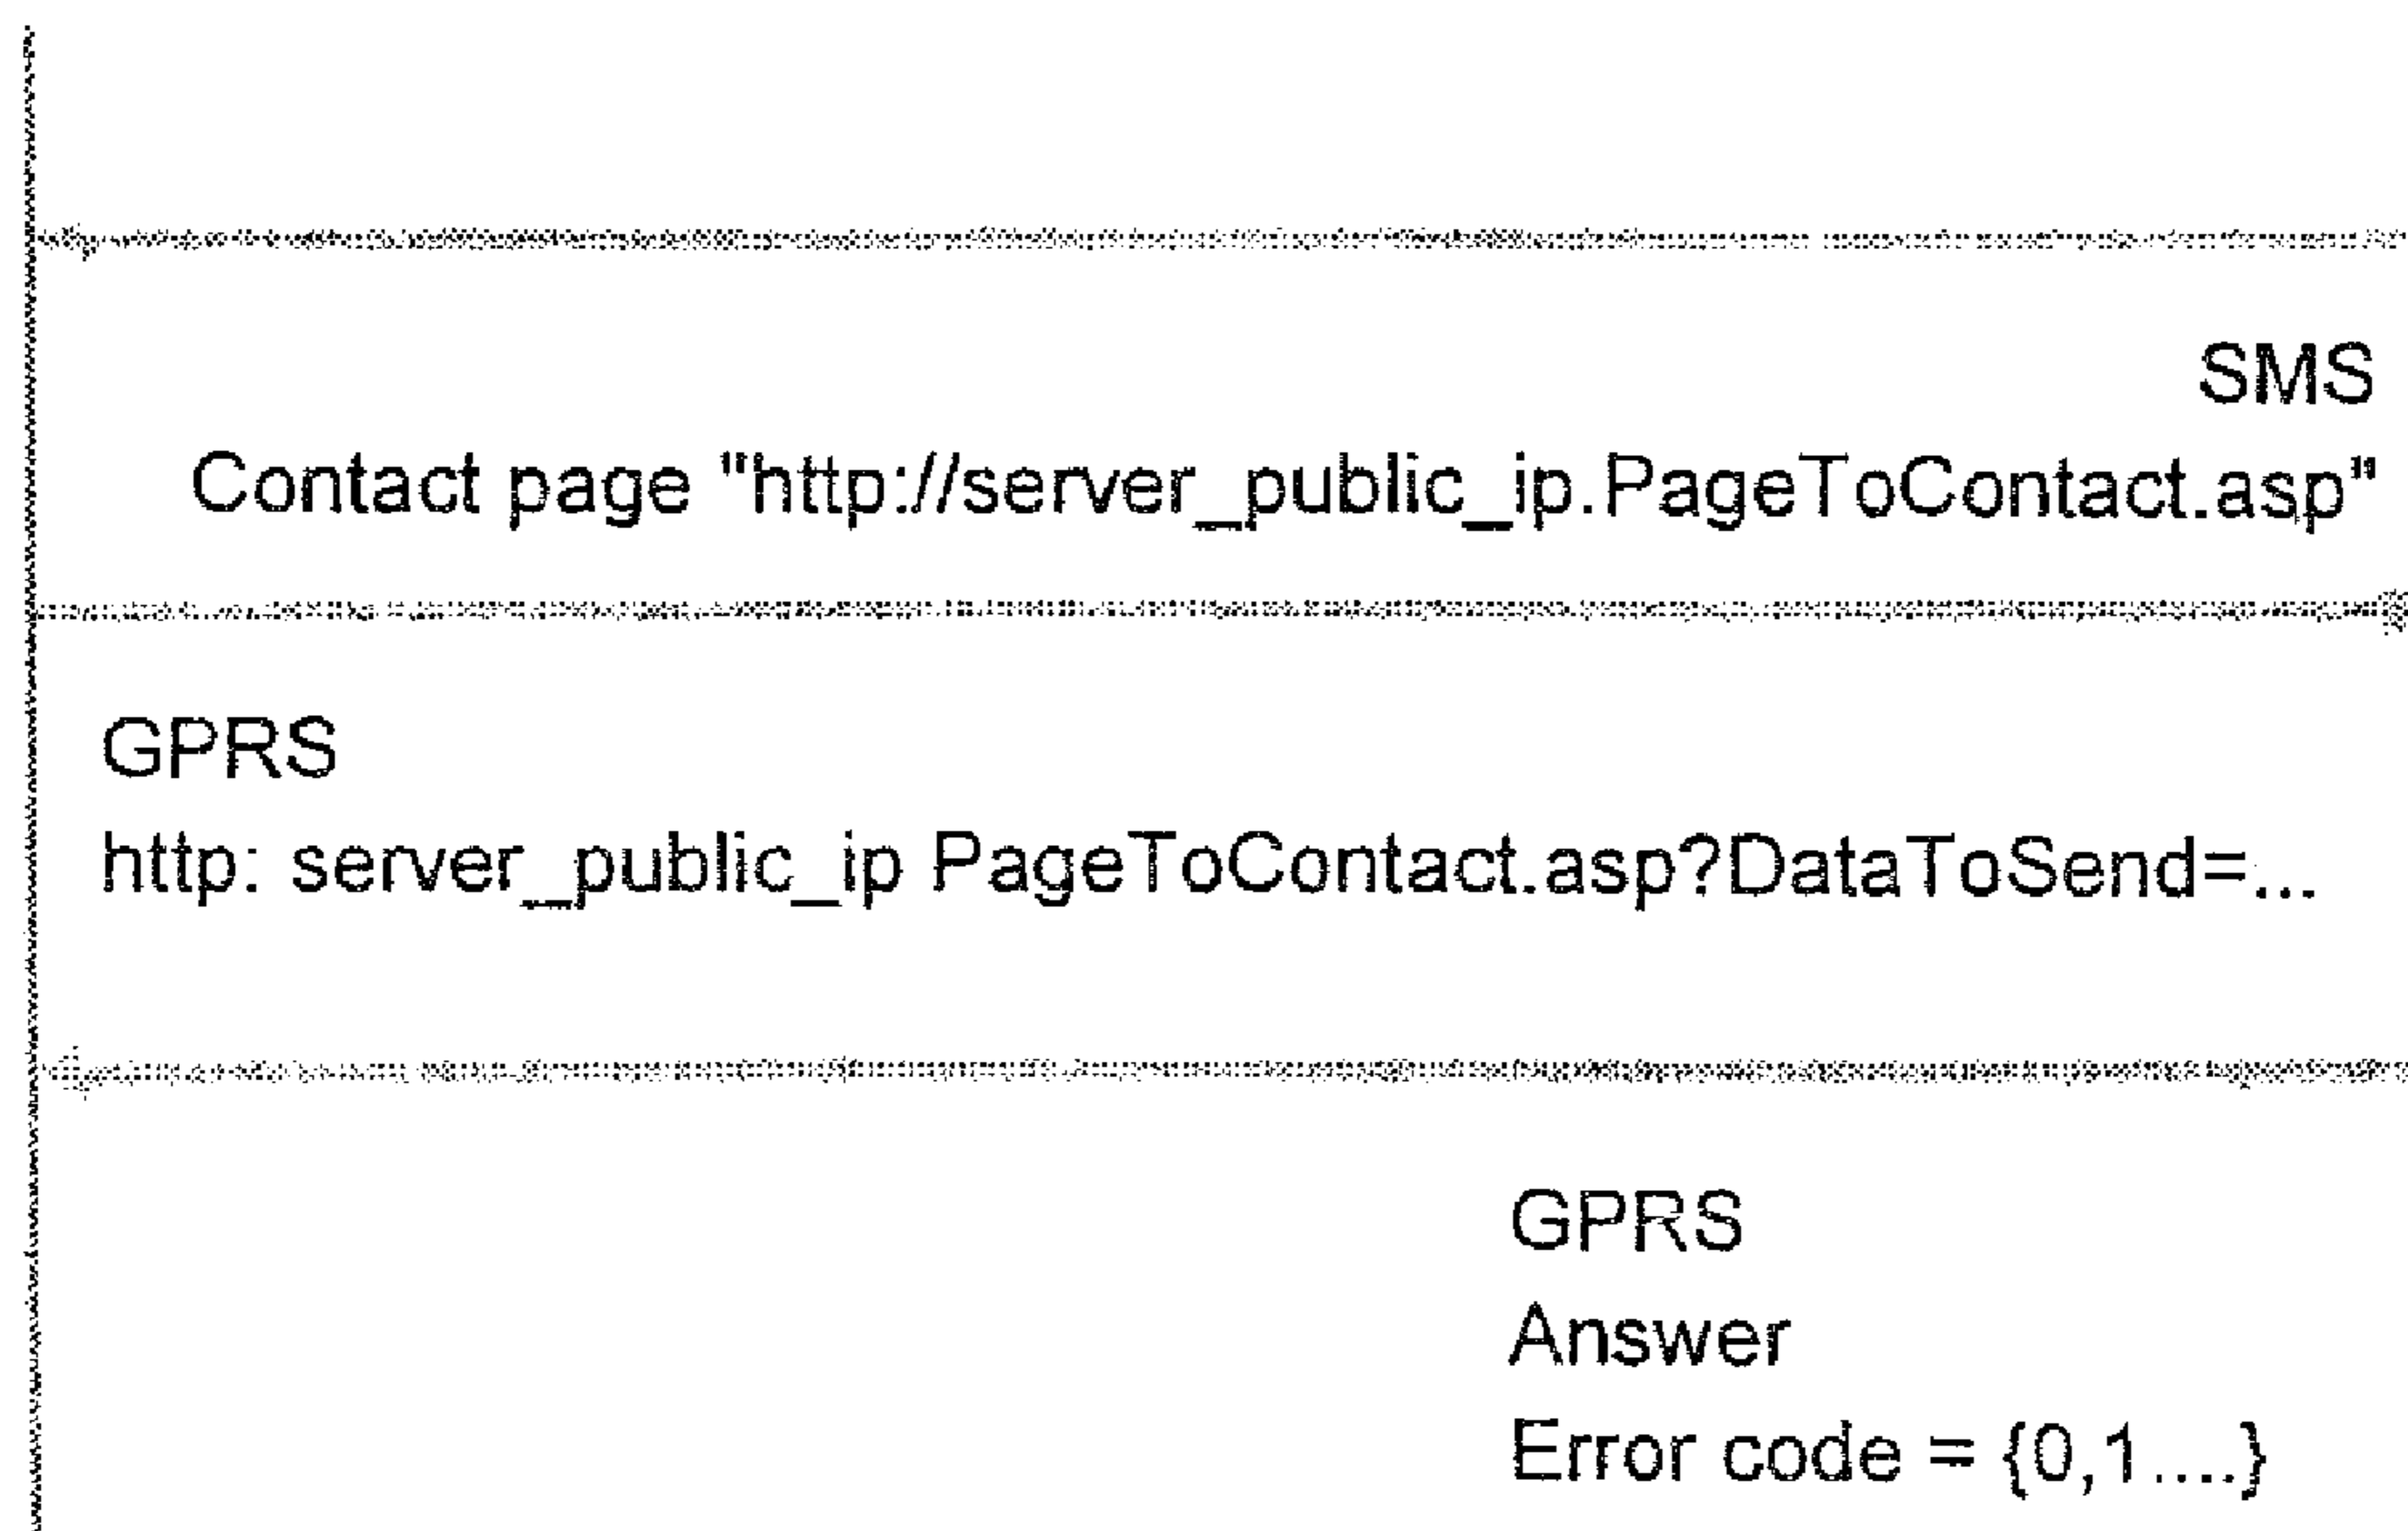 SMS
Contact page "http://server_public_ip.PageToContact.asp"
GPRS
http: server_public_ip PageToContact.asp?DataToSend=...
GPRS
Answer
Error code = {0,1....}